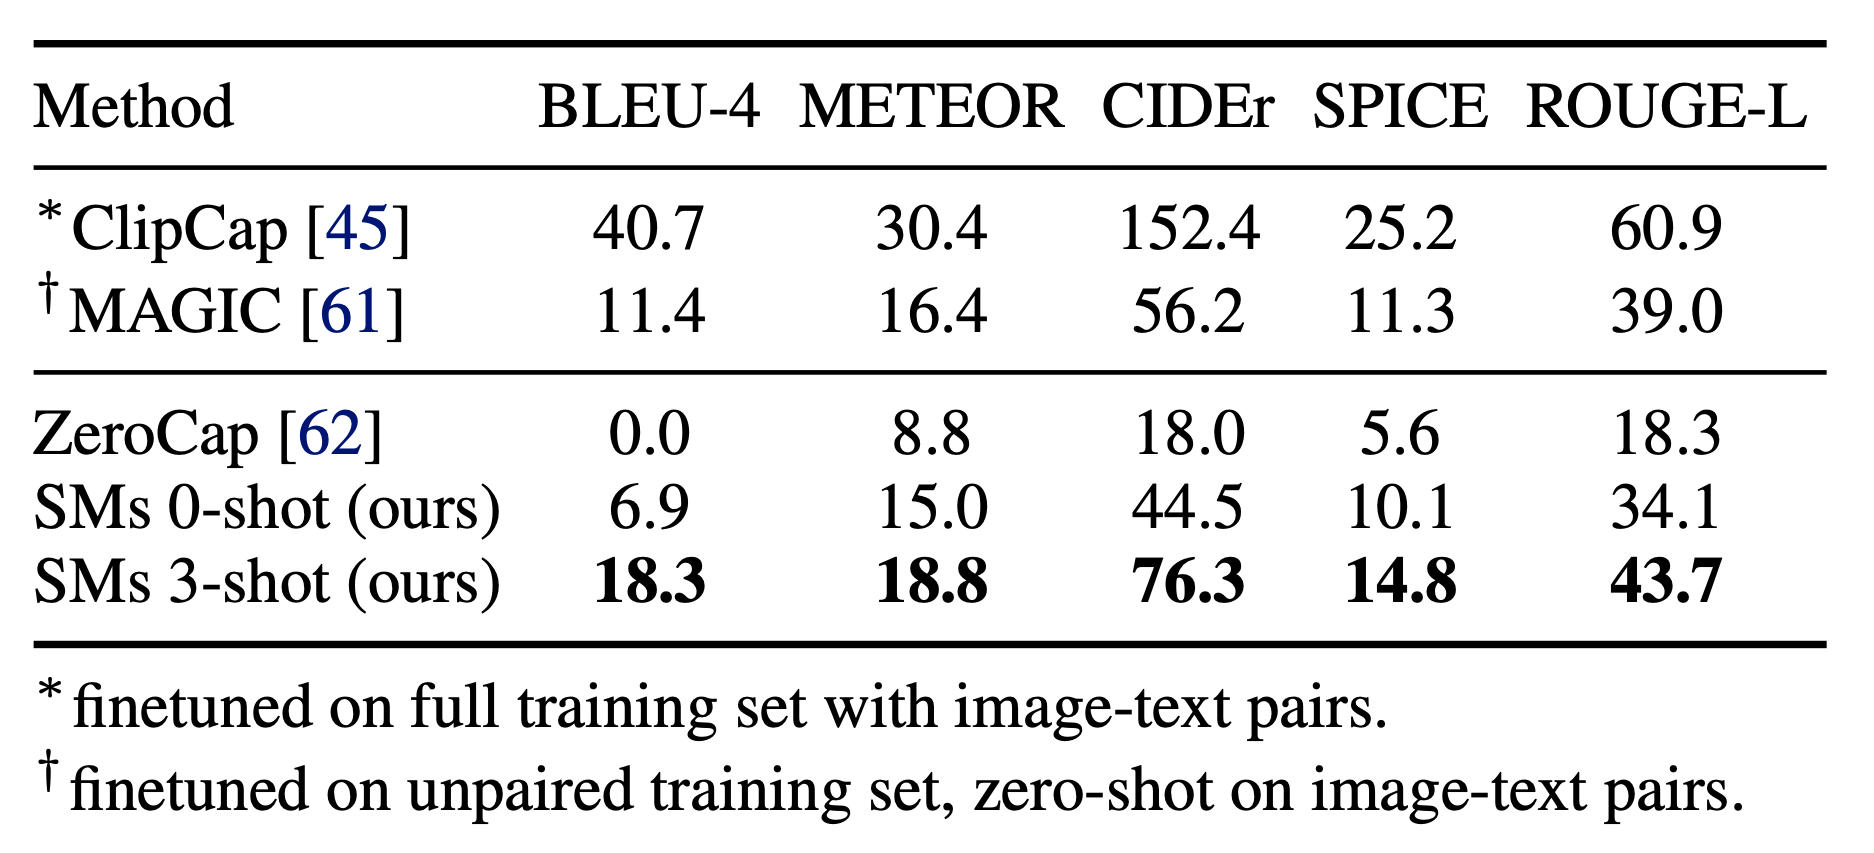 Method BLEU-4 METEOR CIDEr SPICE ROUGE-L
*ClipCap [45] 40.7 30.4 152.4 25.2 60.9
†MAGIC [61] 11.4 16.4 56.2 11.3 39.0
ZeroCap [62] 0.0 8.8 18.0 5.6 18.3
SMs 0-shot (ours) 6.9 15.0 44.5 10.1 34.1
SMs 3-shot (ours) 18.3 18.8 76.3 14.8 43.7
*finetuned on full training set with image-text pairs.
†finetuned on unpaired training set, zero-shot on image-text pairs.